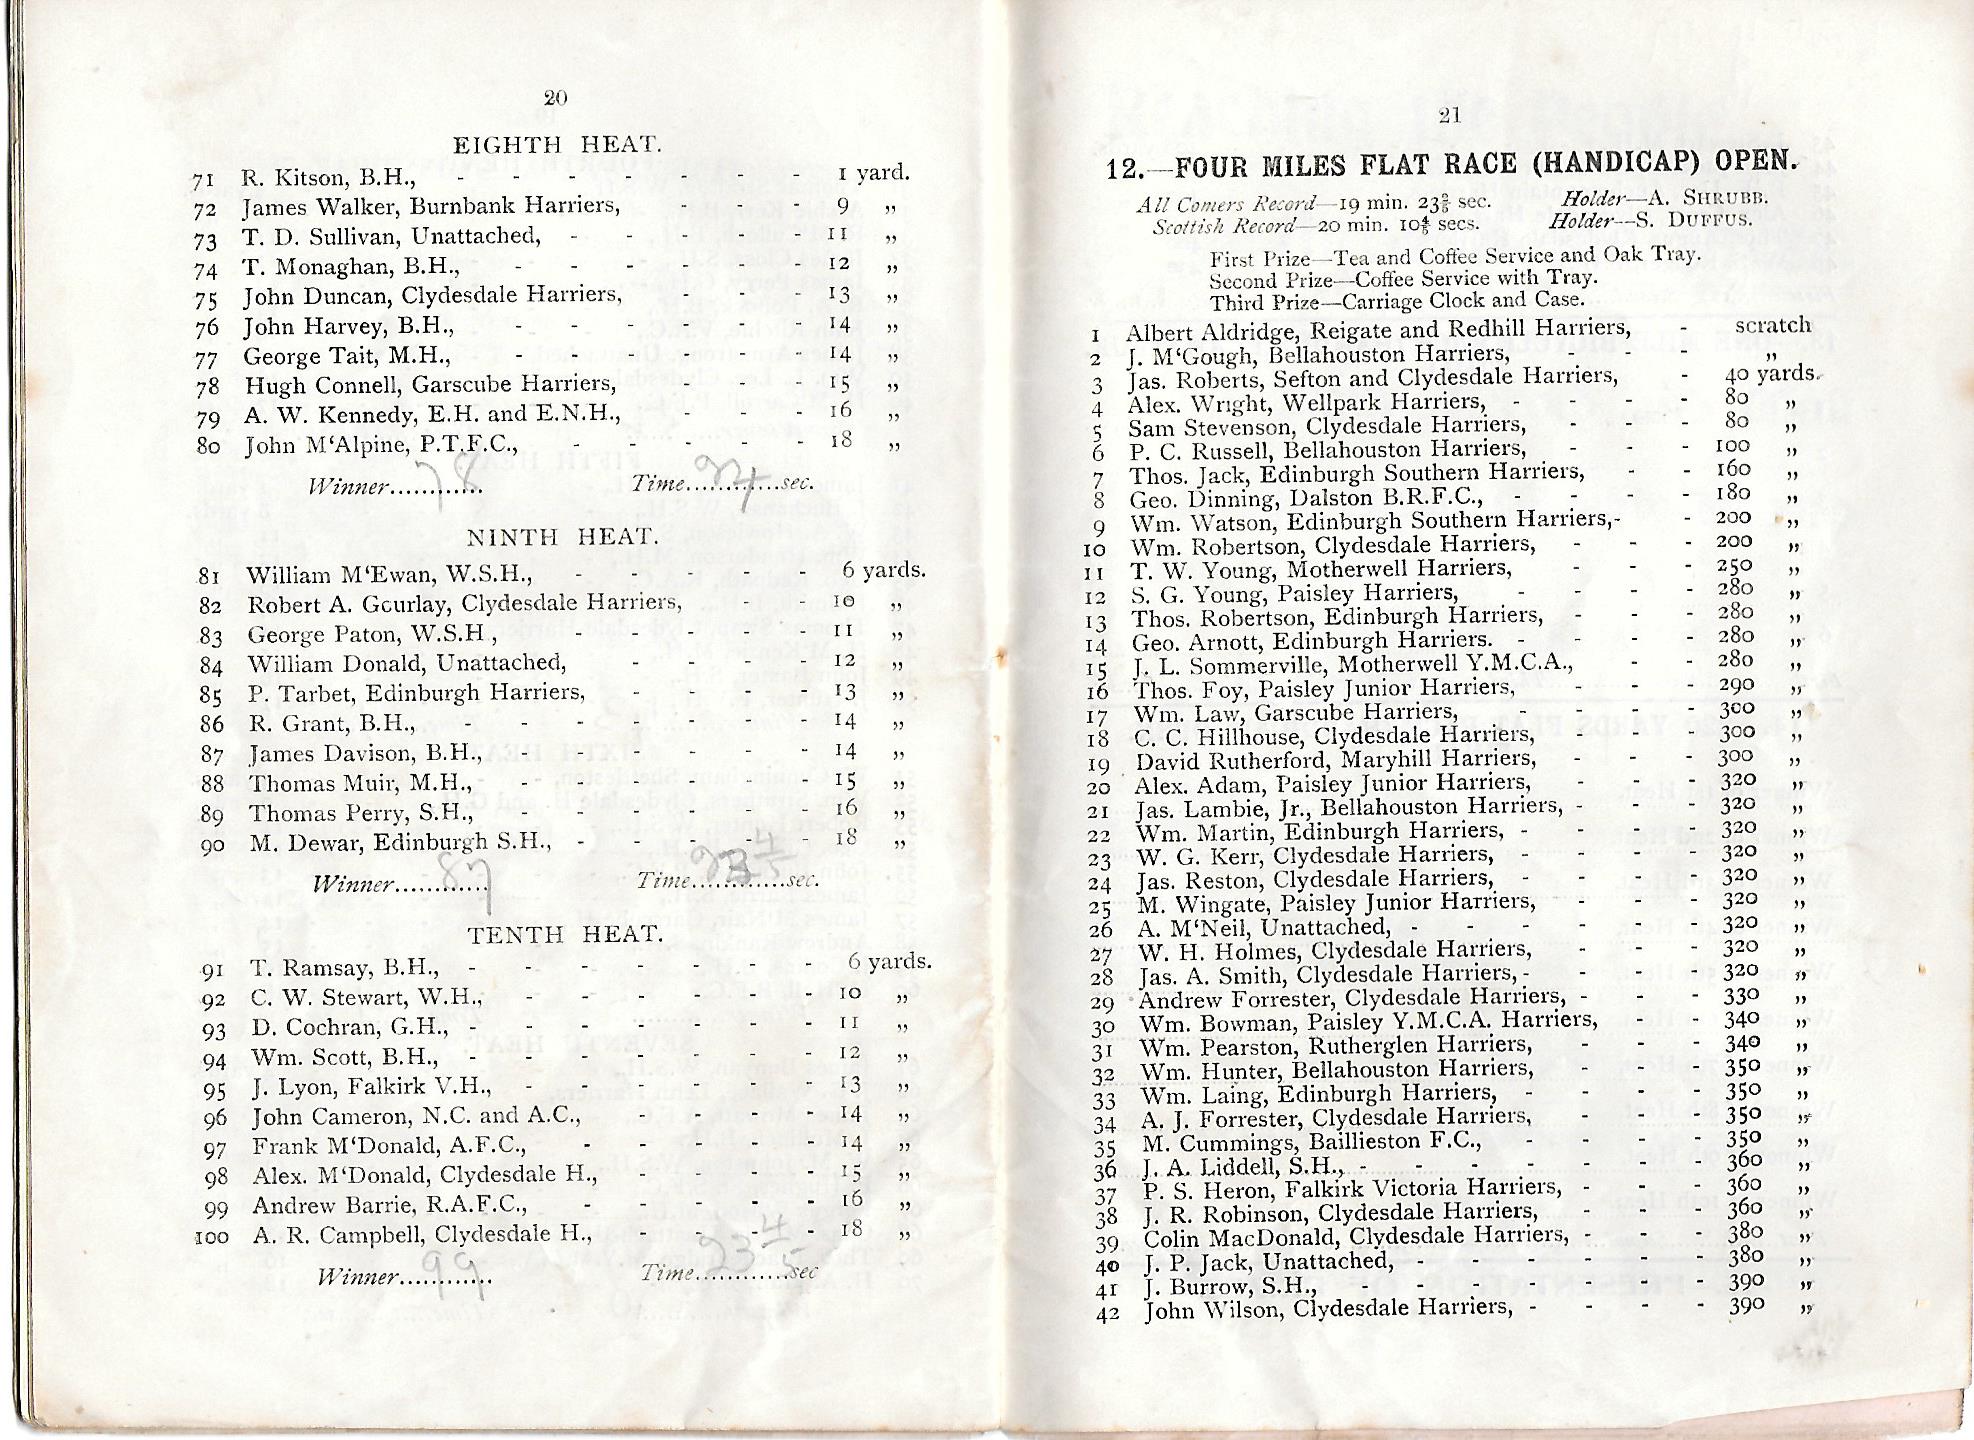 20
EIGHTH HEAT.
71 R. Kitson, B.H., - - - - - - - 1 yard.
72 James Walker, Burnbank Harriers, - - - 9 „
73 T. D. Sullivan, Unattached, - - - - - 11 „
74 T. Monaghan, B.H., - - - - - - 12 „
75 John Duncan, Clydesdale Harriers, - - - 13 „
76 John Harvey, B.H., - - - - - - 14 „
77 George Tait, M.H., - - - - - - 14 „
78 Hugh Connell, Garscube Harriers, - - - 15 „
79 A. W. Kennedy, E.H. and E.N.H., - - - 16 „
80 John M‘Alpine, P.T.F.C., - - - - - 18 „
Winner............78 Time............24 sec.
NINTH HEAT.
81 William M‘Ewan, W.S.H., - - - - - 6 yards.
82 Robert A. Gourlay, Clydesdale Harriers, - - 10 „
83 George Paton, W.S.H , - - - - - 11 „
84 William Donald, Unattached, - - - - 12 „
85 P. Tarbet, Edinburgh Harriers, - - - - 13 „
86 R. Grant, B.H., - - - - - - - 14 „
87 James Davison, B.H., - - - - - - 14 „
88 Thomas Muir, M.H., - - - - - - 15 „
89 Thomas Perry, S.H., - - - - - - 16 „
90 M. Dewar, Edinburgh S.H., - - - - - 18 „
Winner............87 Time............23 4/5 sec.
TENTH HEAT.
91 T. Ramsay, B.H., - - - - - - - 6 yards.
92 C. W. Stewart, W.H., - - - - - - 10 „
93 D. Cochran, G.H., - - - - - - - 11 „
94 Wm. Scott, B.H., - - - - - - - 12 „
95 J. Lyon, Falkirk V.H., - - - - - - 13 „
96 John Cameron, N.C. and A.C., - - - - 14 „
97 Frank M‘Donald, A.F.C., - - - - - 14 „
98 Alex. M‘Donald, Clydesdale H., - - - - 15 „
99 Andrew Barrie, R.A.F.C., - - - - - 16 „
100 A. R. Campbell, Clydesdale H., - - - - 18 „
Winner............99 Time............23 4/5 sec
21
12.—FOUR MILES FLAT RACE (HANDICAP) OPEN.
All Comers Record—19 min. 23⅖ sec. Holder—A. SHRUBB.
Scottish Record—20 min. 10⅘ secs. Holder—S. DUFFUS.
First Prize—Tea and Coffee Service and Oak Tray.
Second Prize—Coffee Service with Tray.
Third Prize—Carriage Clock and Case.
1 Albert Aldridge, Reigate and Redhill Harriers, - scratch
2 J. M‘Gough, Bellahouston Harriers, - - - „
3 Jas. Roberts, Sefton and Clydesdale Harriers, - 40 yards.
4 Alex. Wright, Wellpark Harriers, - - - - 80 „
5 Sam Stevenson, Clydesdale Harriers, - - - 80 „
6 P. C. Russell, Bellahouston Harriers, - - - 100 „
7 Thos. Jack, Edinburgh Southern Harriers, - - 160 „
8 Geo. Dinning, Dalston B.R.F.C., - - - - 180 „
9 Wm. Watson, Edinburgh Southern Harriers,- - 200 „
10 Wm. Robertson, Clydesdale Harriers, - - - 200 „
11 T. W. Young, Motherwell Harriers, - - - 250 „
12 S. G. Young, Paisley Harriers, - - - - 280 „
13 Thos. Robertson, Edinburgh Harriers, - - - 280 „
14 Geo. Arnott, Edinburgh Harriers. - - - - 280 „
15 J. L. Sommerville, Motherwell Y.M.C.A., - - 280 „
16 Thos. Foy, Paisley Junior Harriers, - - - 290 „
17 Wm. Law, Garscube Harriers, - - - - 300 „
18 C. C. Hillhouse, Clydesdale Harriers, - - - 300 „
19 David Rutherford, Maryhill Harriers, - - - 300 „
20 Alex. Adam, Paisley Junior Harriers, - - - 320 „
21 Jas. Lambie, Jr., Bellahouston Harriers, - - - 320 „
22 Wm. Martin, Edinburgh Harriers, - - - - 320 „
23 W. G. Kerr, Clydesdale Harriers, - - - - 320 „
24 Jas. Reston, Clydesdale Harriers, - - - - 320 „
25 M. Wingate, Paisley Junior Harriers, - - - 320 „
26 A. M‘Neil, Unattached, - - - - - - 320 „
27 W. H. Holmes, Clydesdale Harriers, - - - 320 „
28 Jas. A. Smith, Clydesdale Harriers, - - - - 320 „
29 Andrew Forrester, Clydesdale Harriers, - - - 330 „
30 Wm. Bowman, Paisley Y.M.C.A. Harriers, - - 340 „
31 Wm. Pearston, Rutherglen Harriers, - - - 340 „
32 Wm. Hunter, Bellahouston Harriers, - - - 350 „
33 Wm. Laing, Edinburgh Harriers, - - - - 350 „
34 A. J. Forrester, Clydesdale Harriers, - - - 350 „
35 M. Cummings, Baillieston F.C., - - - - 350 „
36 J. A. Liddell, S.H., - - - - - - - 360 „
37 P. S. Heron, Falkirk Victoria Harriers, - - - 360 „
38 J. R. Robinson, Clydesdale Harriers, - - - 360 „
39 Colin MacDonald, Clydesdale Harriers, - - - 380 „
40 J. P. Jack, Unattached, - - - - - - 380 „
41 J. Burrow, S.H., - - - - - - - 390 „
42 John Wilson, Clydesdale Harriers, - - - - 390 „